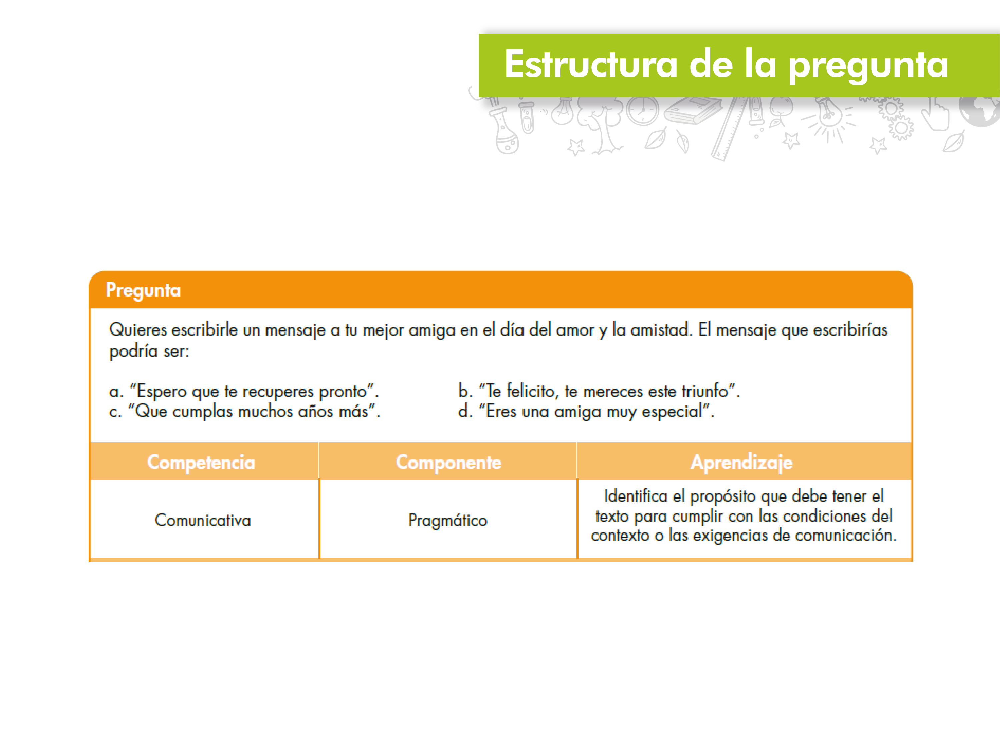 Estructura de la pregunta
Pregunta
Quieres escribirle un mensaje a tu mejor amiga en el día del amor y la amistad. El mensaje que escribirías
podría ser:
a. “Espero que te recuperes pronto”.
b. “Te felicito, te mereces este triunfo”.
c. “Que cumplas muchos años más”.
d. “Eres una amiga muy especial”.
Competencia
Componente
Aprendizaje
Comunicativa
Pragmático
Identifica el propósito que debe tener el
texto para cumplir con las condiciones del
contexto o las exigencias de comunicación.